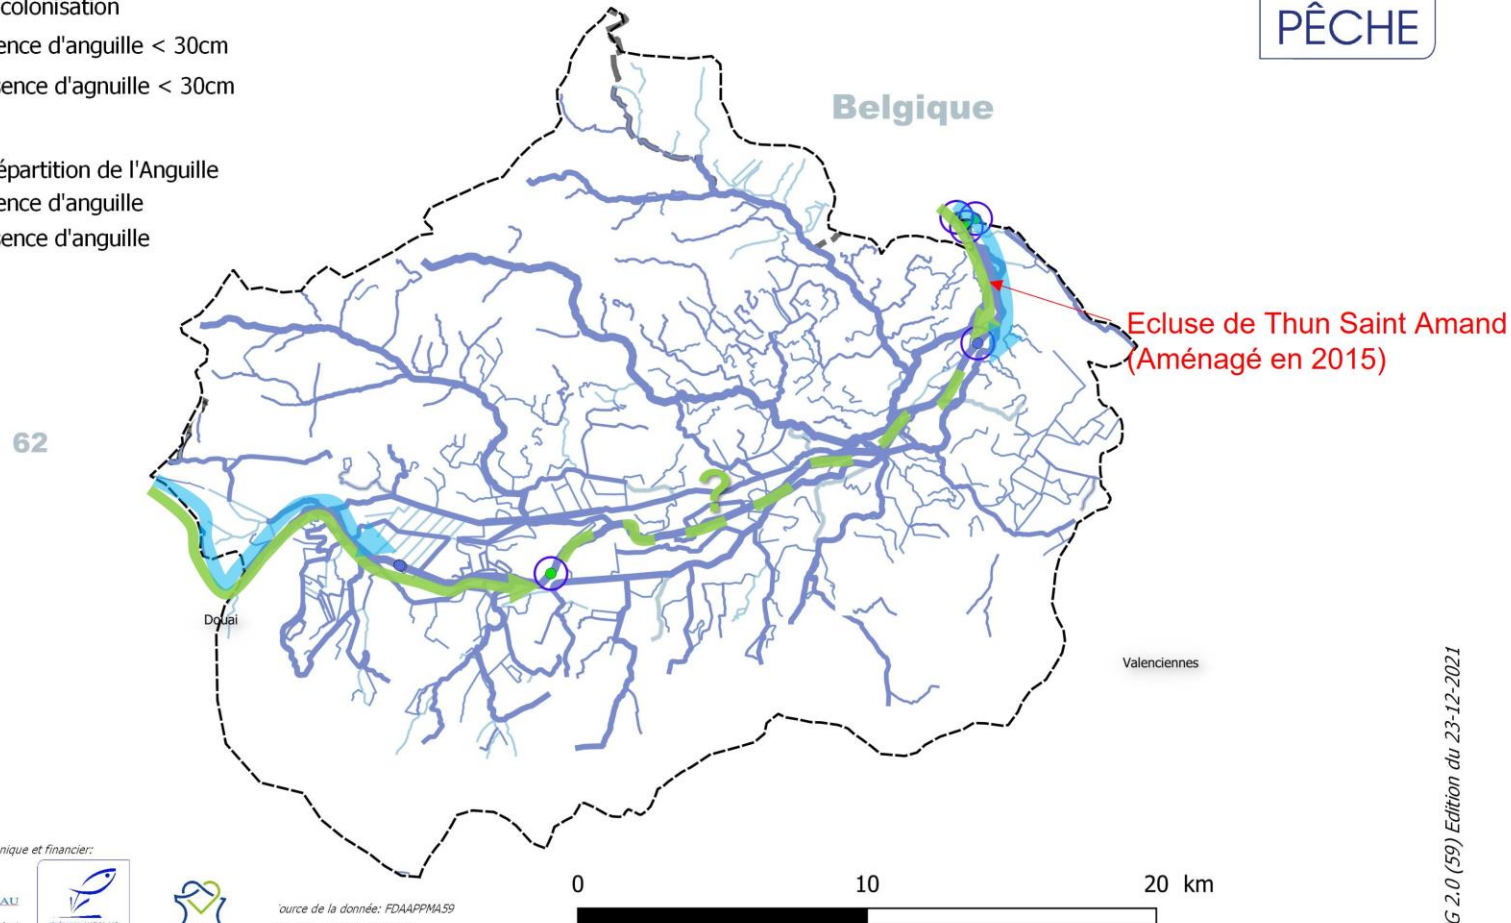 colonisation
ence d'anguille < 30cm
ence d'agnuille < 30cm
épartition de l'Anguille
ence d'anguille
ence d'anguille
PÊCHE
Belgique
Ecluse de Thun Saint Amand
(Aménagé en 2015)
62
?
Douai
Valenciennes
nique et financier:
AU
ource de la donnée: FDAAPPMA59
0 10 20 km
G 2.0 (59) Edition du 23-12-2021